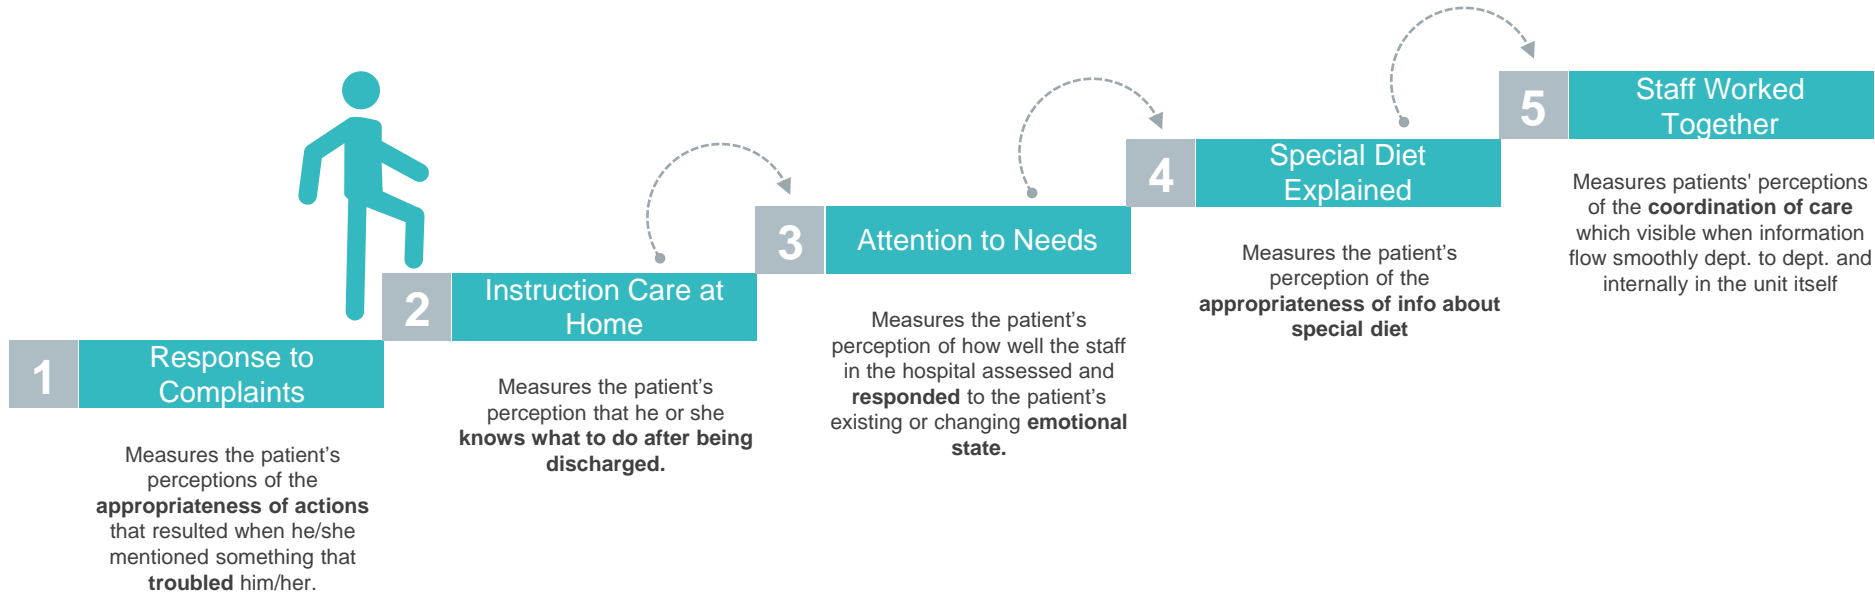 1
Response to
Complaints
Measures the patient’s
perceptions of the
appropriateness of actions
that resulted when he/she
mentioned something that
troubled him/her.
2
Instruction Care at
Home
Measures the patient’s
perception that he or she
knows what to do after being
discharged.
3
Attention to Needs
Measures the patient’s
perception of how well the staff
in the hospital assessed and
responded to the patient’s
existing or changing emotional
state.
4
Special Diet
Explained
Measures the patient’s
perception of the
appropriateness of info about
special diet
5
Staff Worked
Together
Measures patients' perceptions
of the coordination of care
which visible when information
flow smoothly dept. to dept. and
internally in the unit itself